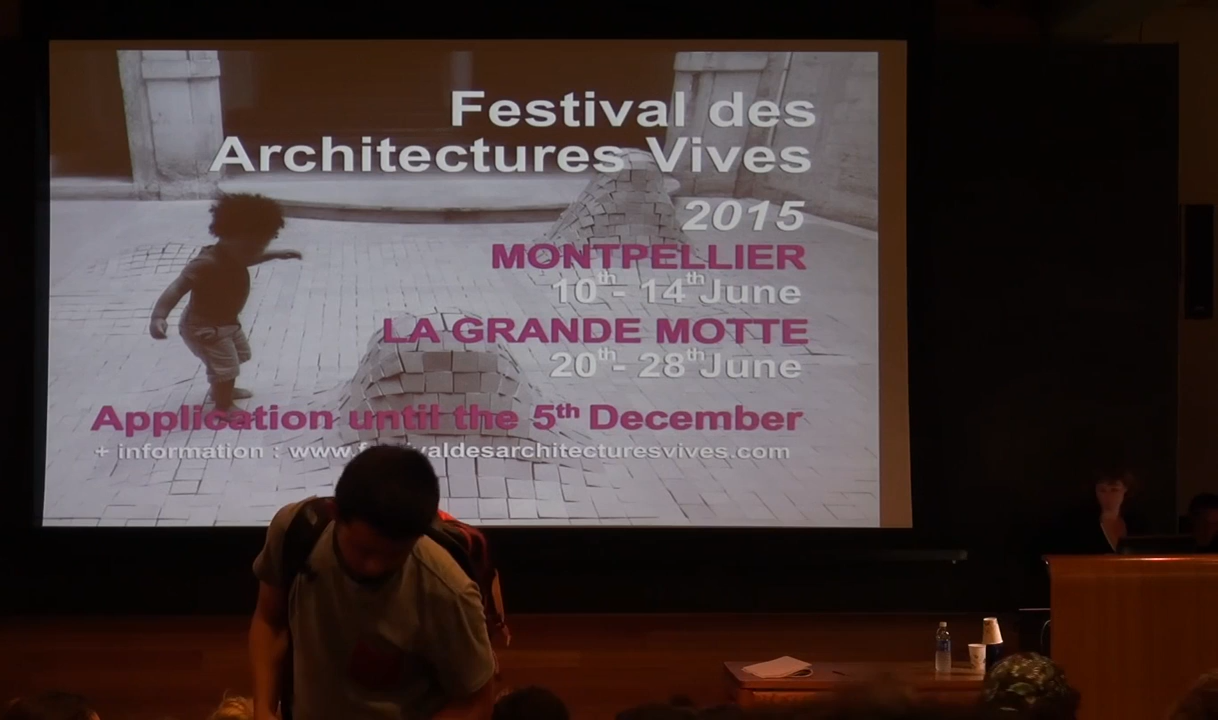 Festival des
Architectures Vives
2015
MONTPELLIER
10th - 14th June
LA GRANDE MOTTE
20th - 28th June
Application until the 5th December
+ information : www.f valdesarchitecturesvives.com